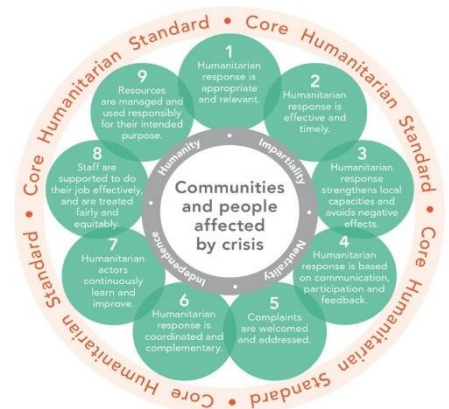 Core Humanitarian Standard • Core Humanitarian Standard • Core Humanitarian Standard • Core Humanitarian Standard •
1
Humanitarian
response is
appropriate
and relevant.
2
Humanitarian
response is
effective and
timely.
3
Humanitarian
response
strengthens local
capacities and
avoids negative
effects.
4
Humanitarian
response is based
on communication,
participation and
feedback.
5
Complaints
are welcomed
and addressed.
6
Humanitarian
response is
coordinated and
complementary.
7
Humanitarian
actors
continuously
learn and
improve.
8
Staff are
supported to do
their job effectively,
and are treated
fairly and
equitably.
9
Resources
are managed and
used responsibly
for their intended
purpose.
Humanity • Impartiality • Neutrality • Independence •
Communities
and people
affected
by crisis